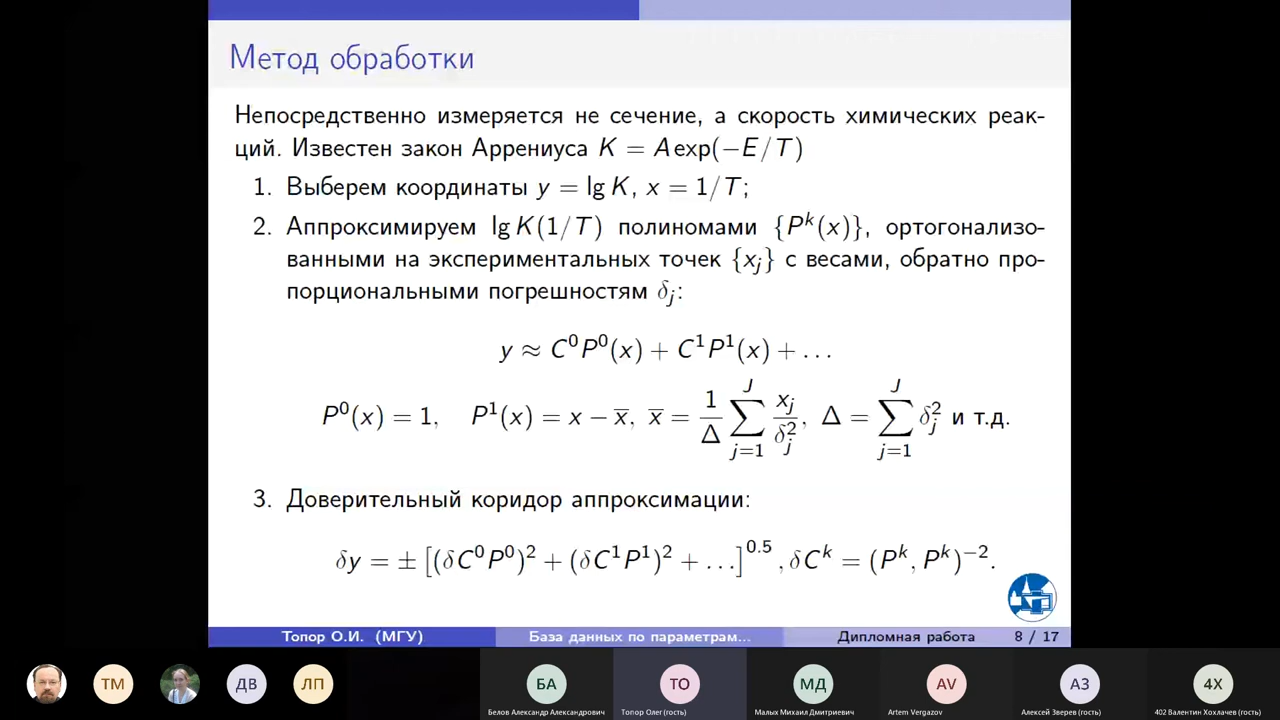 Метод обработки
Непосредственно измеряется не сечение, а скорость химических реак-
ций. Известен закон Аррениуса K = A exp(−E/T)
1. Выберем координаты y = lg K, x = 1/T;
2. Аппроксимируем lg K(1/T) полиномами {P^k(x)}, ортогонализо-
ванными на экспериментальных точек {x_j} с весами, обратно про-
порциональными погрешностям δ_j:
y ≈ C^0P^0(x) + C^1P^1(x) + ...
P^0(x) = 1, P^1(x) = x − x̅, x̅ = 1/Δ ∑_{j=1}^{J} x_j/δ_j^2, Δ = ∑_{j=1}^{J} δ_j^2 и т.д.
3. Доверительный коридор аппроксимации:
δy = ± [(δC^0P^0)^2 + (δC^1P^1)^2 + ...]^{0.5}, δC^k = (P^k, P^k)^{−2}.
Топор О.И. (МГУ) База данных по параметрам... Дипломная работа 8 / 17
ТМ ДВ ЛП БА ТО МД AV АЗ 4Х
Белов Александр Александрович Топор Олег (гость) Малых Михаил Дмитриевич Artem Vergazov Алексей Зверев (гость) 402 Валентин Хохлачев (гость)